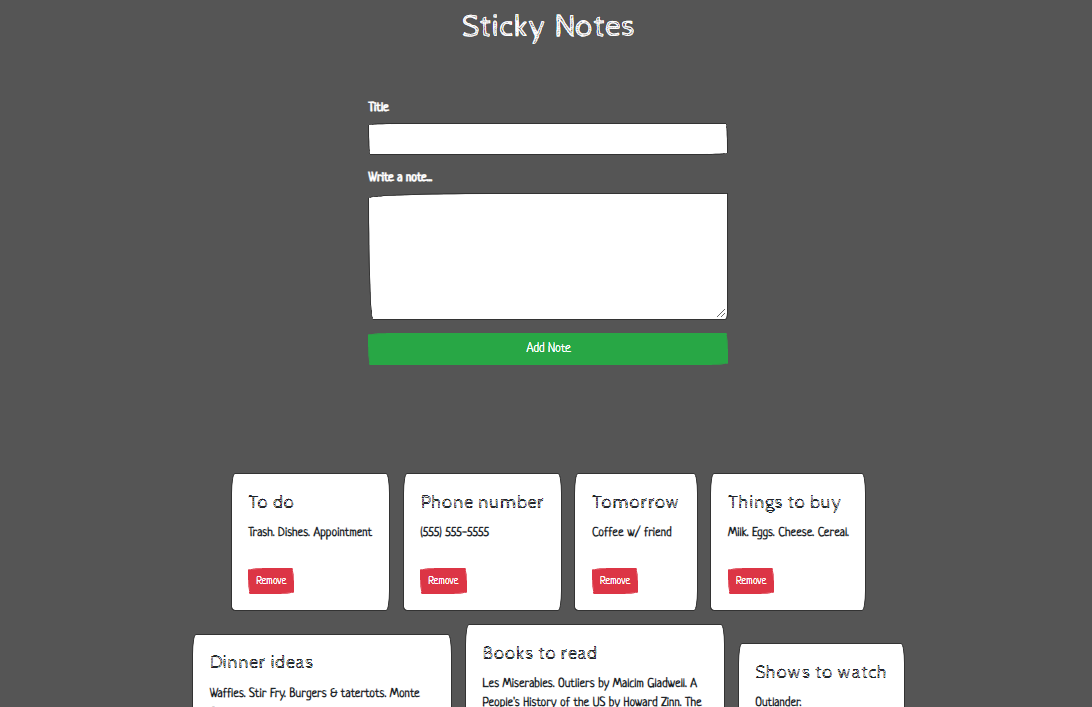 Sticky Notes
Title
Write a note...
Add Note
To do
Trash. Dishes. Appointment
Remove
Phone number
(555) 555-5555
Remove
Tomorrow
Coffee w/ friend
Remove
Things to buy
Milk. Eggs. Cheese. Cereal.
Remove
Dinner ideas
Waffles. Stir Fry. Burgers & tatertots. Monte
Books to read
Les Miserables. Outliers by Malcim Gladwell. A
People's History of the US by Howard Zinn. The
Shows to watch
Outlander.